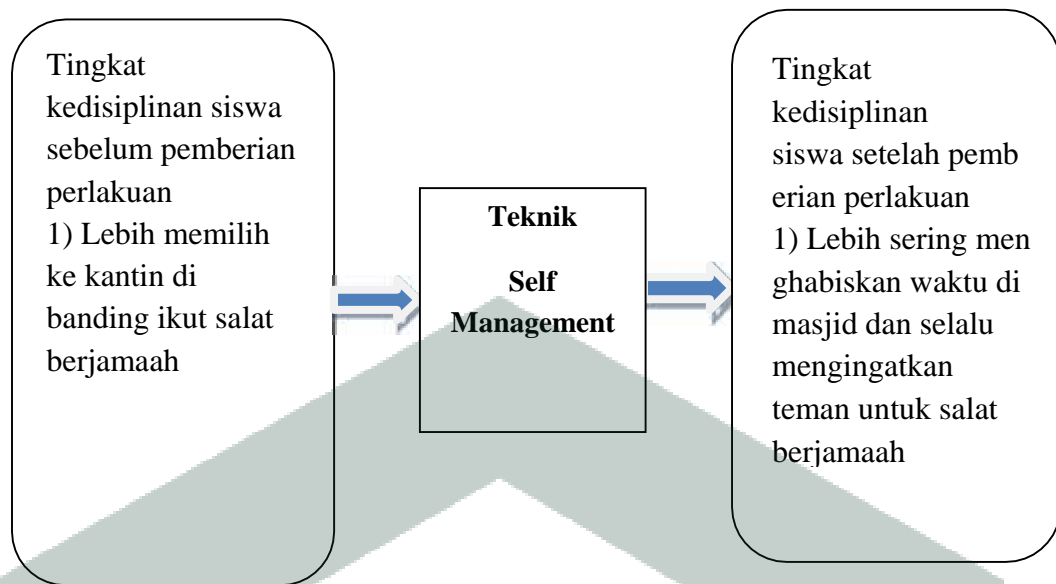 Tingkat
kedisiplinan siswa
sebelum pemberian
perlakuan
1) Lebih memilih
ke kantin di
banding ikut salat
berjamaah
Teknik
Self
Management
Tingkat
kedisiplinan
siswa setelah pemb
erian perlakuan
1) Lebih sering men
ghabiskan waktu di
masjid dan selalu
mengingatkan
teman untuk salat
berjamaah